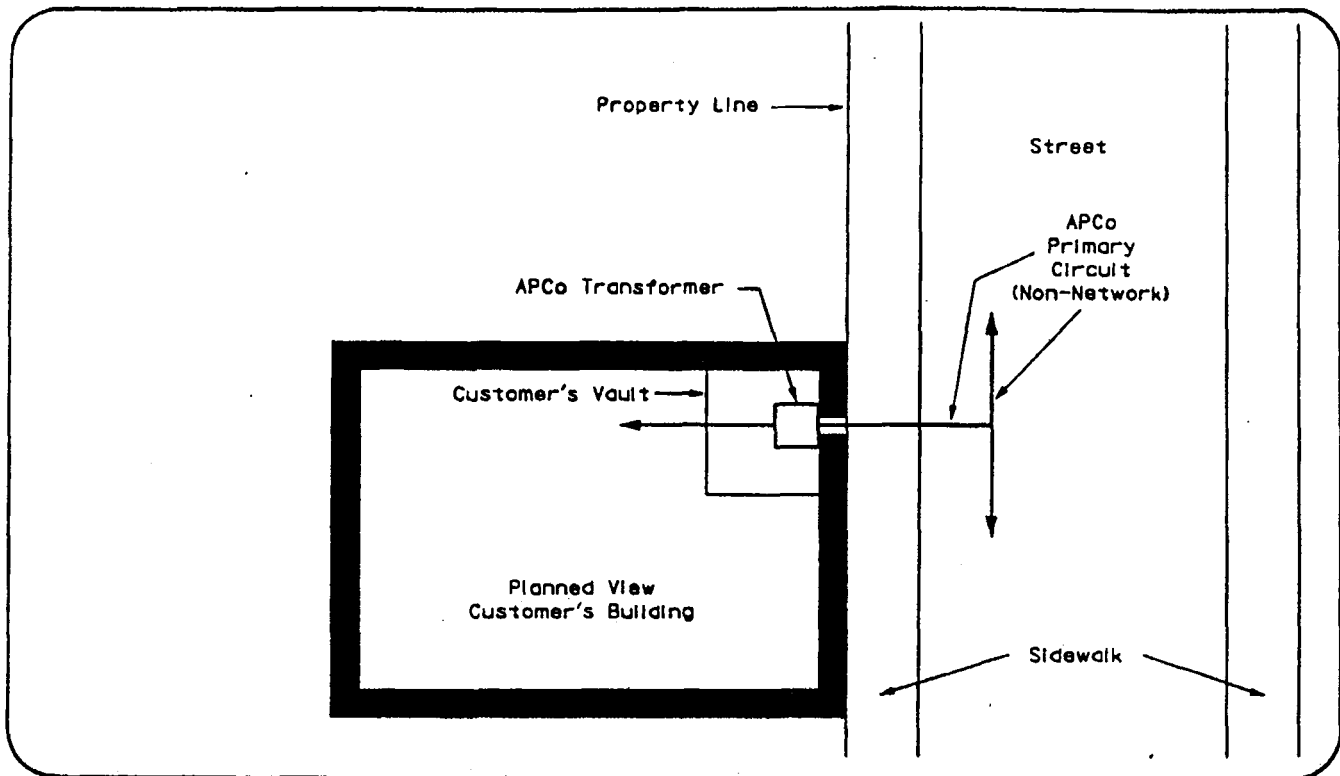 Property Line
Street
APCo
Primary
Circuit
(Non-Network)
APCo Transformer
Customer's Vault
Planned View
Customer's Building
Sidewalk